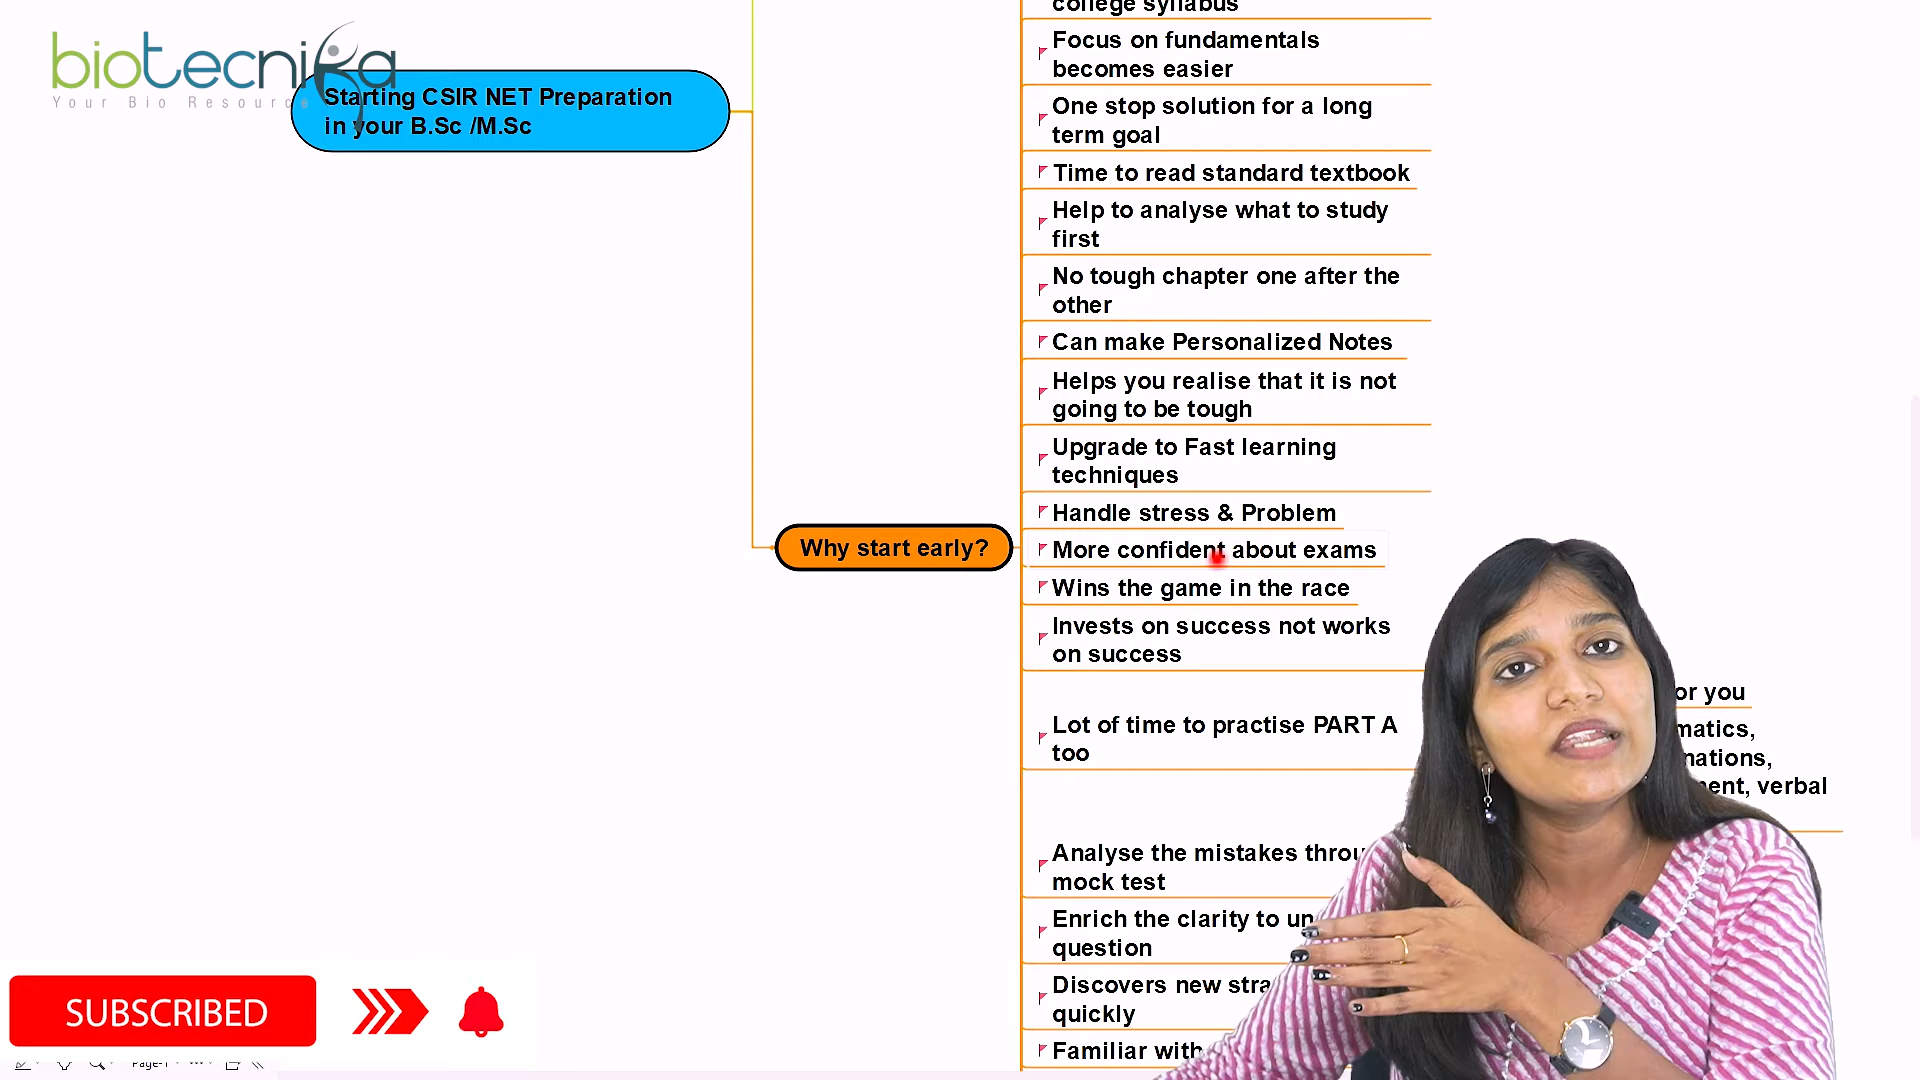 college syllabus
biotecnika
Your Bio Resource
Starting CSIR NET Preparation
in your B.Sc /M.Sc
Focus on fundamentals
becomes easier
One stop solution for a long
term goal
Time to read standard textbook
Help to analyse what to study
first
No tough chapter one after the
other
Can make Personalized Notes
Helps you realise that it is not
going to be tough
Upgrade to Fast learning
techniques
Handle stress & Problem
Why start early?
More confident about exams
Wins the game in the race
Invests on success not works
on success
or you
Lot of time to practise PART A
too
verbal
Analyse the mistakes
mock test
Enrich the clarity to
question
Discovers new
quickly
Familiar with
SUBSCRIBED
Page-1